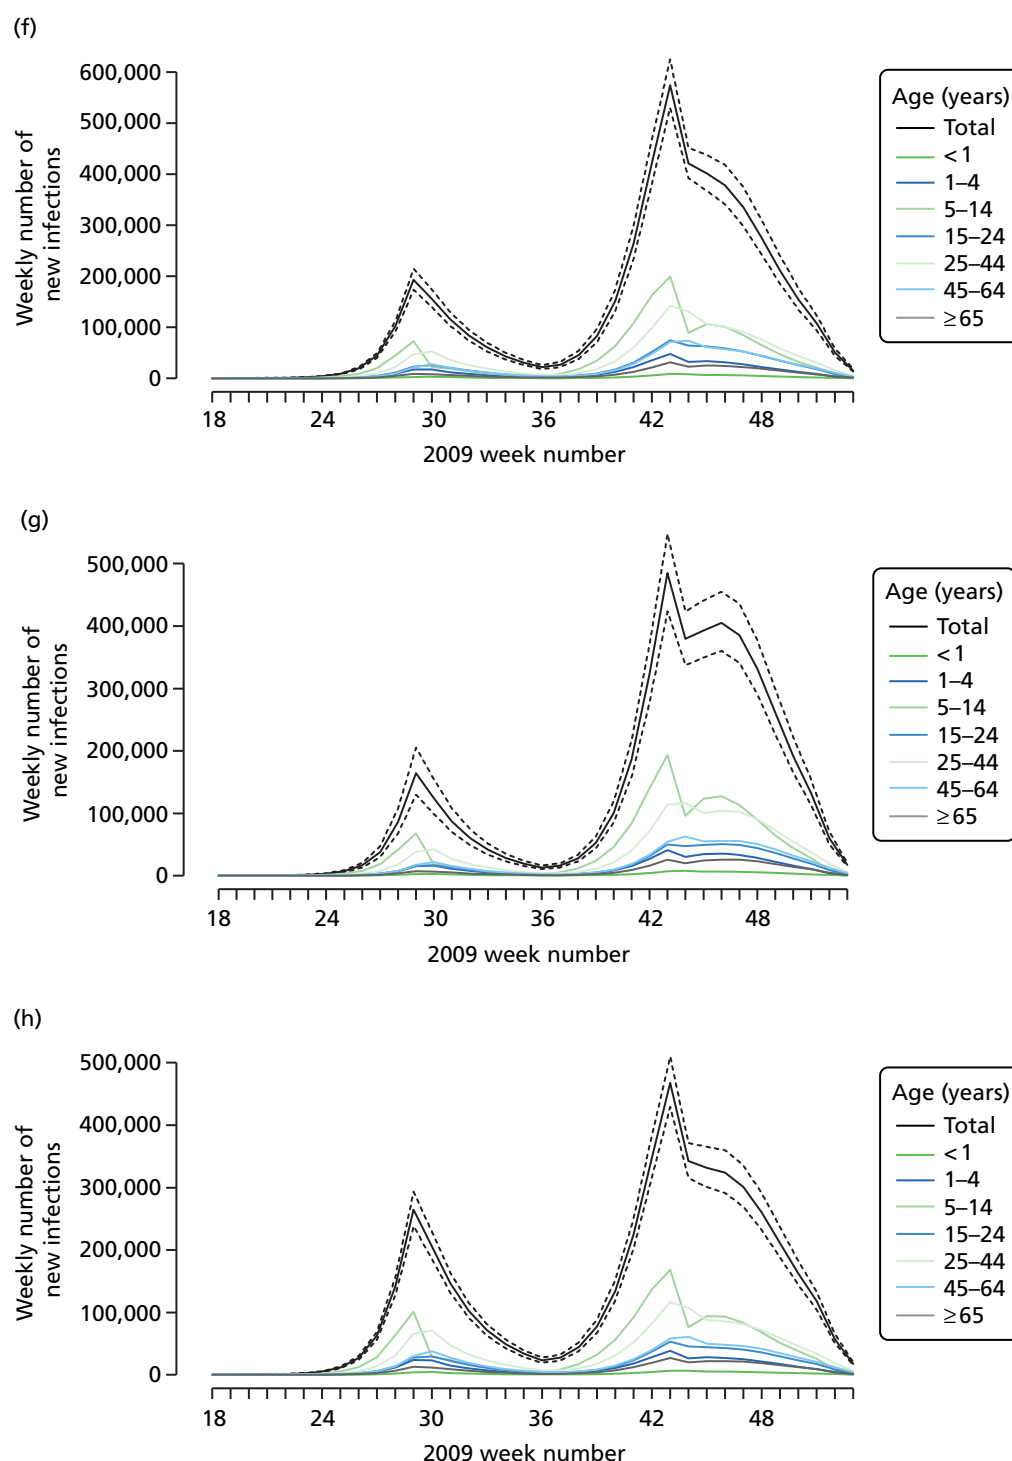 (f)
600,000
500,000
400,000
300,000
200,000
100,000
0
Weekly number of
new infections
18 24 30 36 42 48
2009 week number
Age (years)
Total
<1
1–4
5–14
15–24
25–44
45–64
≥65
(g)
500,000
400,000
300,000
200,000
100,000
0
Weekly number of
new infections
18 24 30 36 42 48
2009 week number
Age (years)
Total
<1
1–4
5–14
15–24
25–44
45–64
≥65
(h)
500,000
400,000
300,000
200,000
100,000
0
Weekly number of
new infections
18 24 30 36 42 48
2009 week number
Age (years)
Total
<1
1–4
5–14
15–24
25–44
45–64
≥65